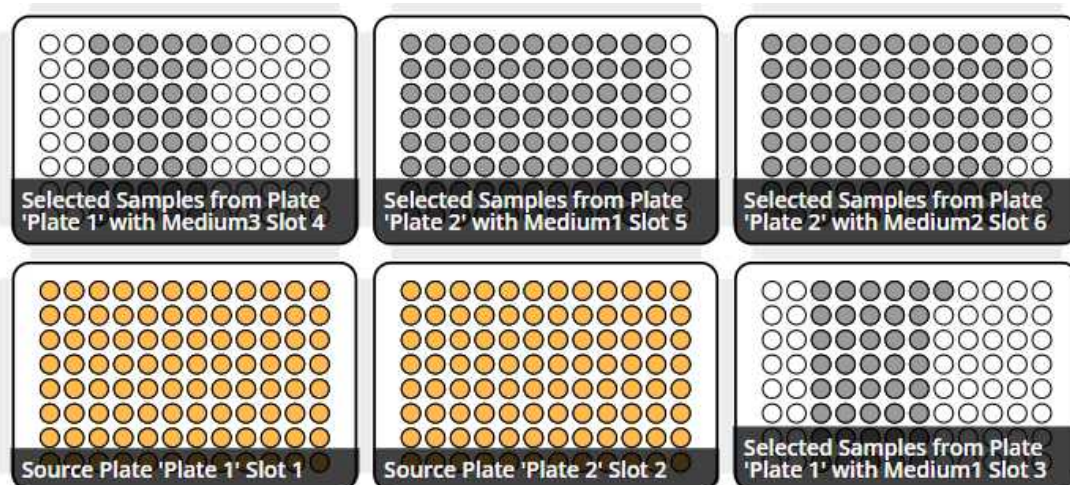 Selected Samples from Plate
'Plate 1' with Medium3 Slot 4
Selected Samples from Plate
'Plate 2' with Medium1 Slot 5
Selected Samples from Plate
'Plate 2' with Medium2 Slot 6
Source Plate 'Plate 1' Slot 1
Source Plate 'Plate 2' Slot 2
Selected Samples from Plate
'Plate 1' with Medium1 Slot 3